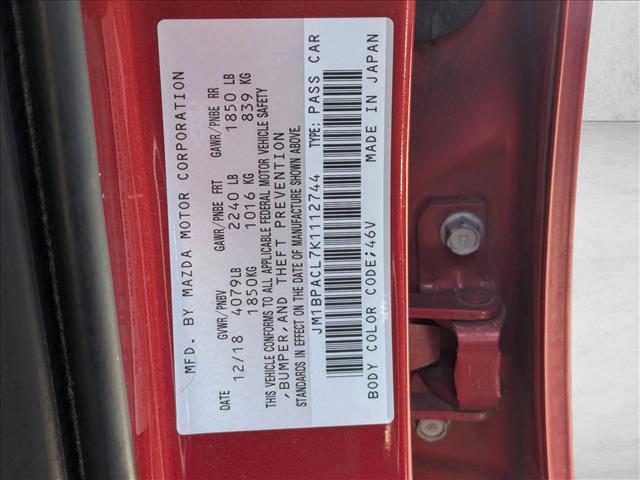 MFD. BY MAZDA MOTOR CORPORATION
DATE GVWR/PNBV GAWR/PNBE FRT GAWR/PNBE RR
12/18 4079LB 2240 LB 1850 LB
1850KG 1016 KG 839 KG
THIS VEHICLE CONFORMS TO ALL APPLICABLE FEDERAL MOTOR VEHICLE SAFETY
,BUMPER,AND THEFT PREVENTION
STANDARDS IN EFFECT ON THE DATE OF MANUFACTURE SHOWN ABOVE.
JM1BPACL7K1112744 TYPE: PASS CAR
BODY COLOR CODE;46V MADE IN JAPAN